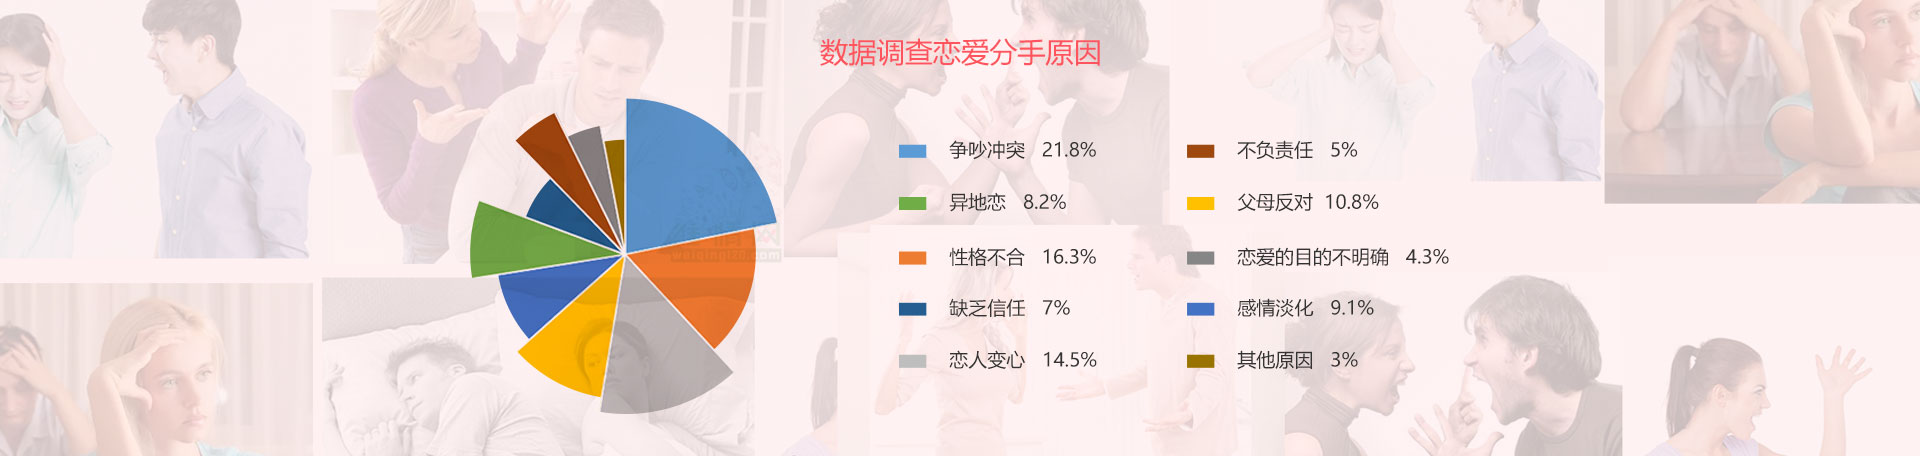 数据调查恋爱分手原因
争吵冲突 21.8%
不负责任 5%
异地恋 8.2%
父母反对 10.8%
性格不合 16.3%
恋爱的目的不明确 4.3%
缺乏信任 7%
感情淡化 9.1%
恋人变心 14.5%
其他原因 3%
weiqing120.com